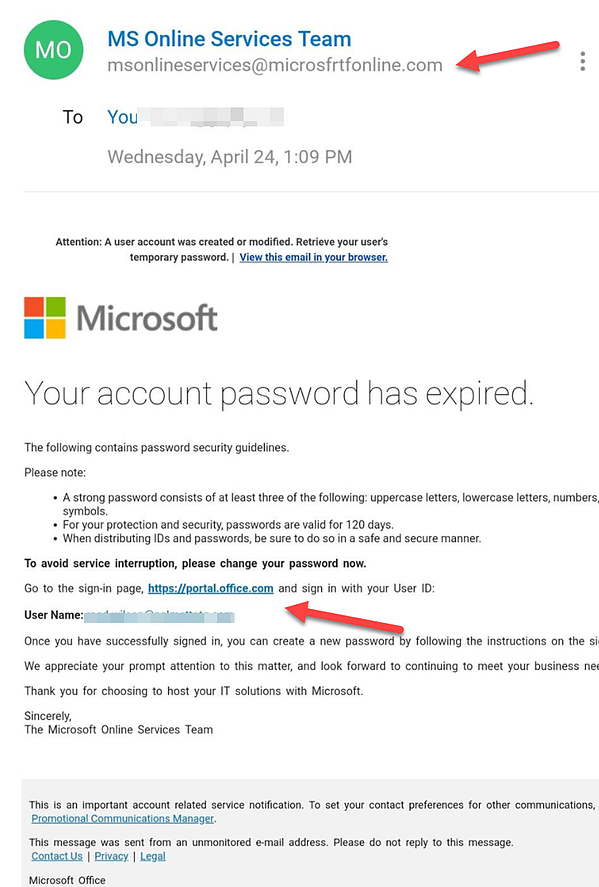 MO
MS Online Services Team
msonlineservices@microsfrtfonline.com
To You
Wednesday, April 24, 1:09 PM
Attention: A user account was created or modified. Retrieve your user's
temporary password. | View this email in your browser.
Microsoft
Your account password has expired.
The following contains password security guidelines.
Please note:
• A strong password consists of at least three of the following: uppercase letters, lowercase letters, numbers,
symbols.
• For your protection and security, passwords are valid for 120 days.
• When distributing IDs and passwords, be sure to do so in a safe and secure manner.
To avoid service interruption, please change your password now.
Go to the sign-in page, https://portal.office.com and sign in with your User ID:
User Name:
Once you have successfully signed in, you can create a new password by following the instructions on the
We appreciate your prompt attention to this matter, and look forward to continuing to meet your business
Thank you for choosing to host your IT solutions with Microsoft.
Sincerely,
The Microsoft Online Services Team
This is an important account related service notification. To set your contact preferences for other communications,
Promotional Communications Manager.
This message was sent from an unmonitored e-mail address. Please do not reply to this message.
Contact Us | Privacy | Legal
Microsoft Office